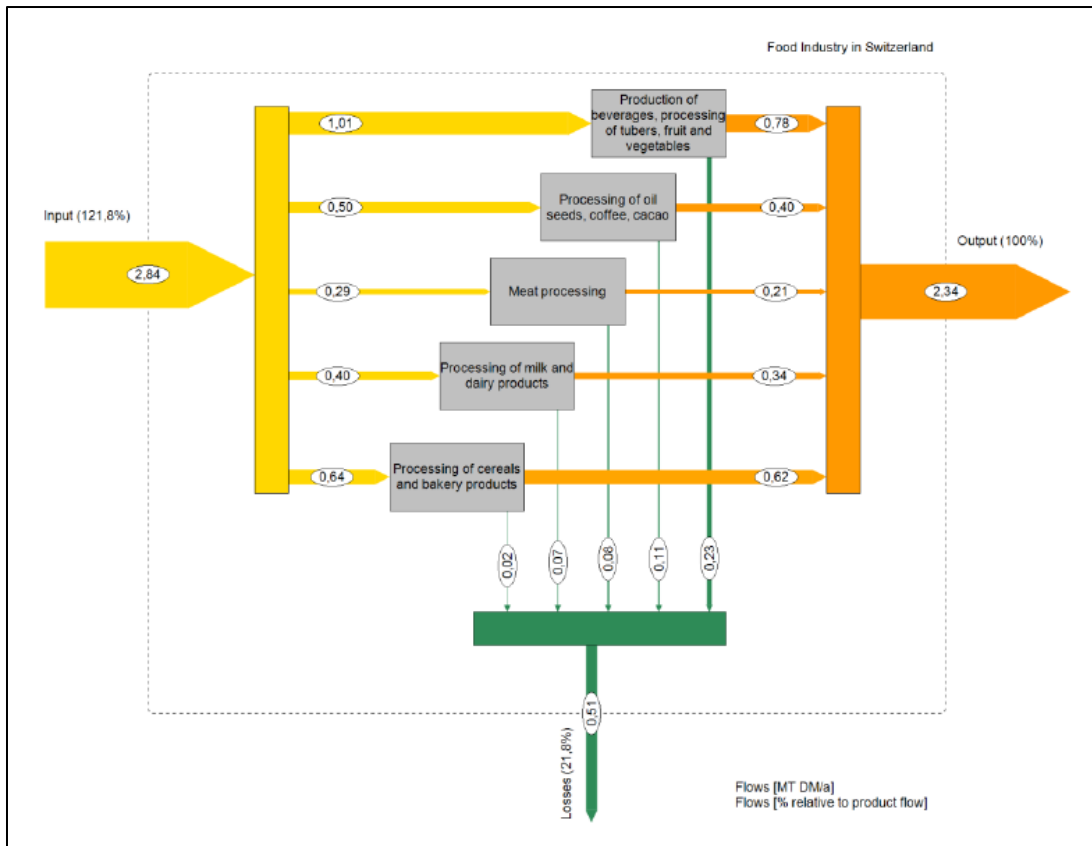 Food Industry in Switzerland
Production of
beverages, processing
of tubers, fruit and
vegetables
1,01
0,78
Processing of oil
seeds, coffee, cacao
0,50
0,40
Input (121,8%)
2,84
Output (100%)
2,34
Meat processing
0,29
0,21
Processing of milk and
dairy products
0,40
0,34
Processing of cereals
and bakery products
0,64
0,62
0,02
0,07
0,08
0,11
0,23
0,51
Losses (21,8%)
Flows [MT DM/a]
Flows [% relative to product flow]